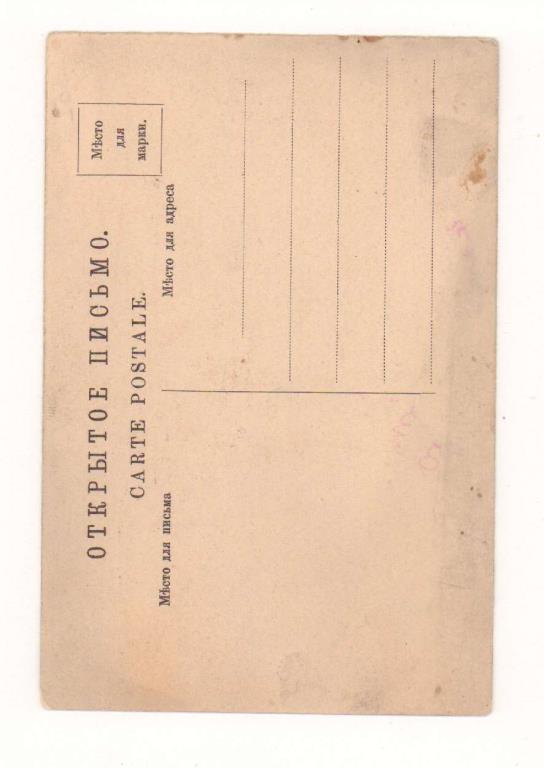 ОТКРЫТОЕ ПИСЬМО.
CARTE POSTALE.
Мѣсто
для
марки.
Мѣсто для письма
Мѣсто для адреса